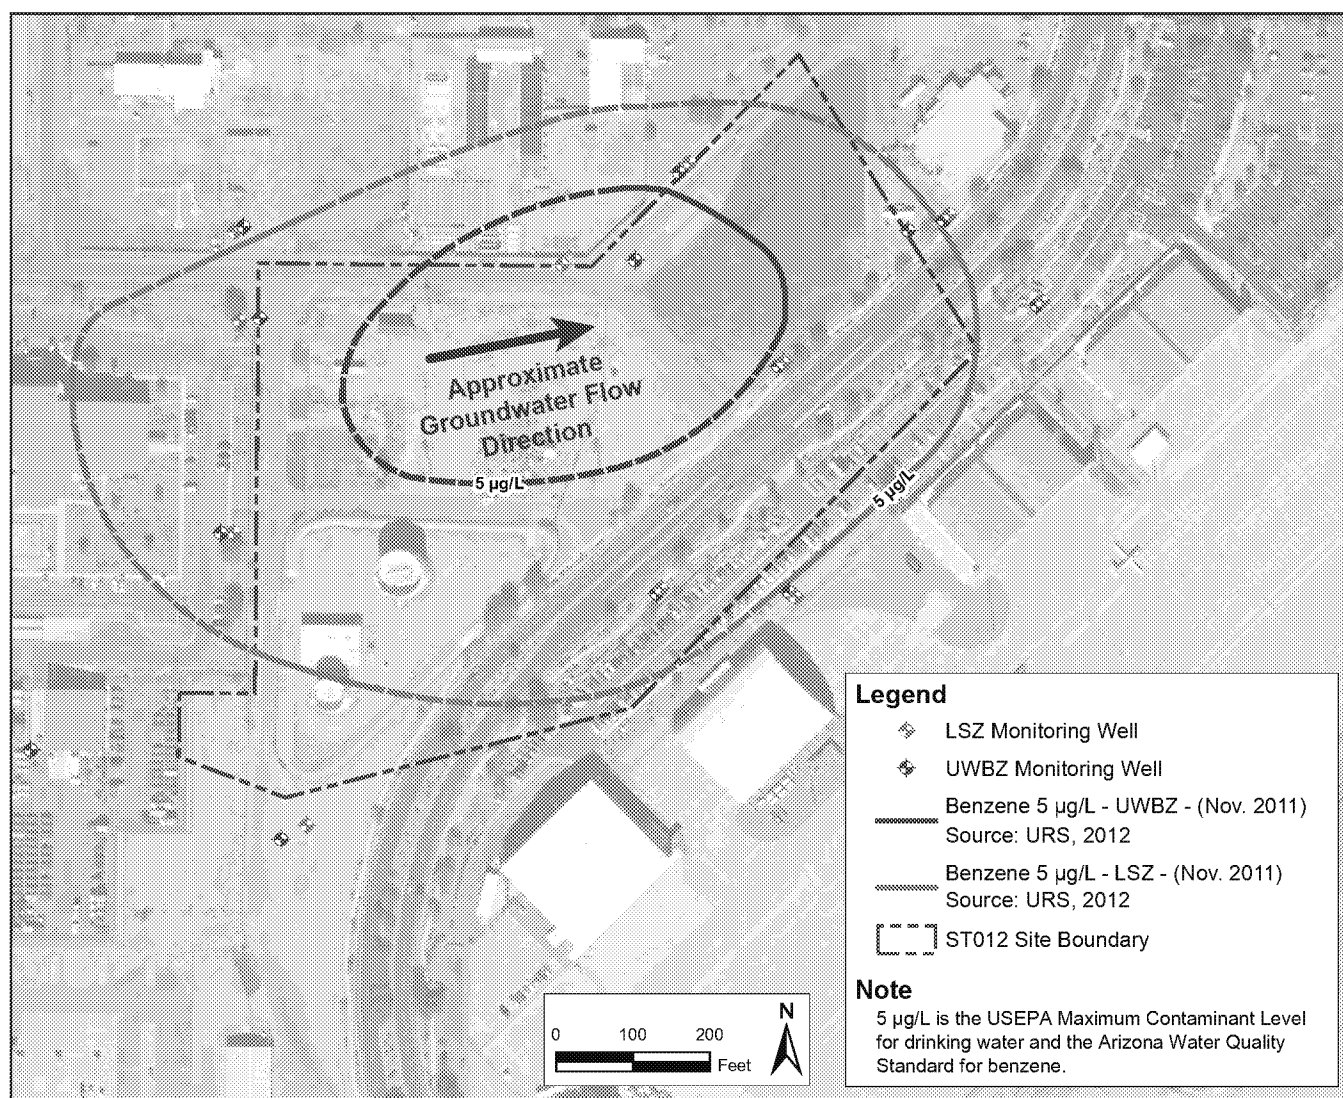 Approximate
Groundwater Flow
Direction
5 µg/L
5 µg/L
Legend
LSZ Monitoring Well
UWBZ Monitoring Well
Benzene 5 µg/L - UWBZ - (Nov. 2011)
Source: URS, 2012
Benzene 5 µg/L - LSZ - (Nov. 2011)
Source: URS, 2012
ST012 Site Boundary
Note
5 µg/L is the USEPA Maximum Contaminant Level
for drinking water and the Arizona Water Quality
Standard for benzene.
N
0 100 200
Feet